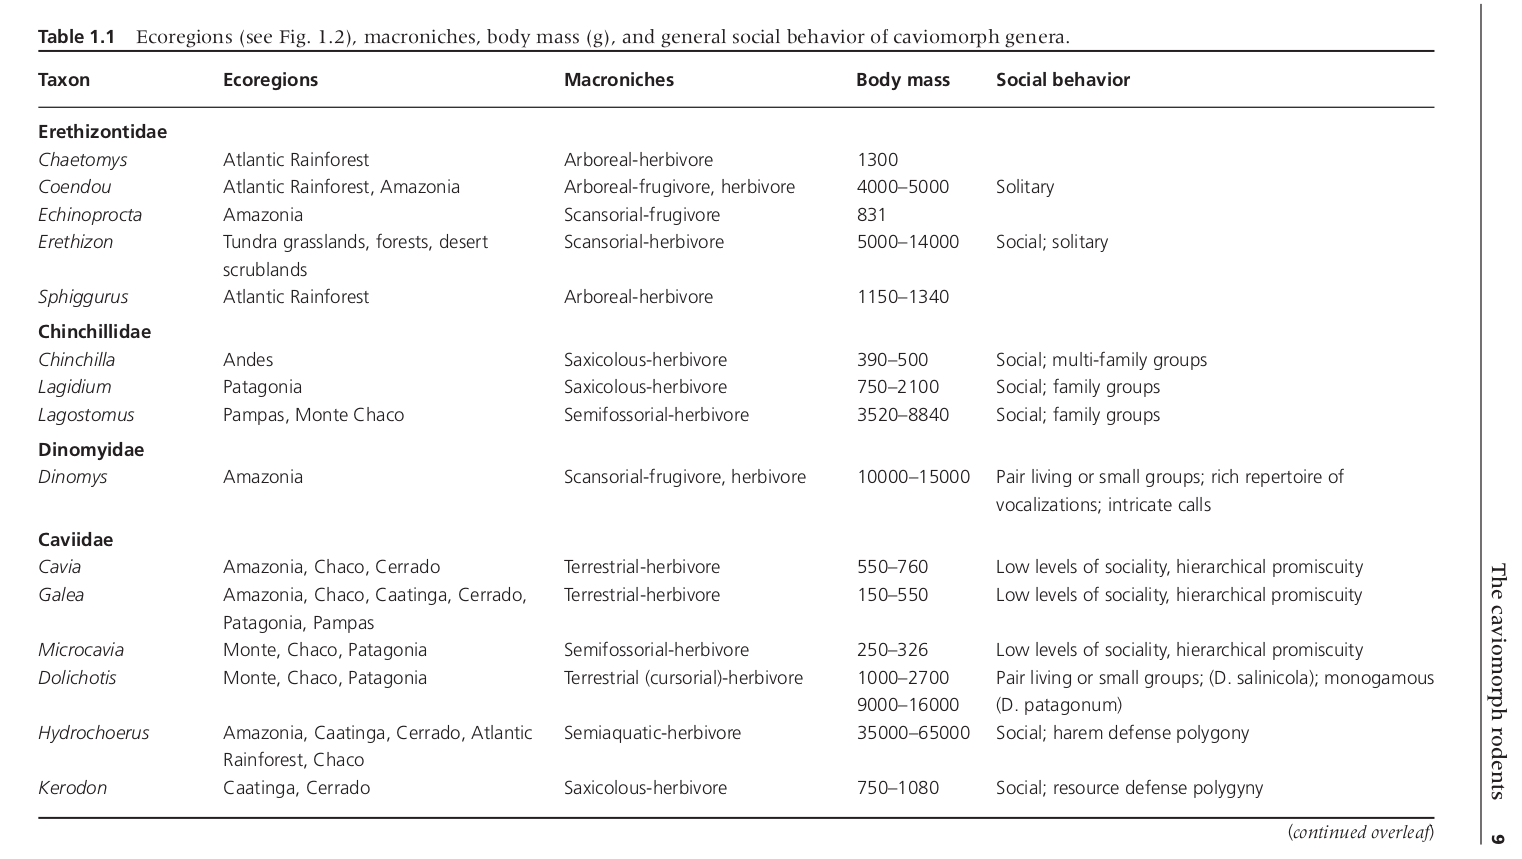 Table 1.1 Ecoregions (see Fig. 1.2), macroniches, body mass (g), and general social behavior of caviomorph genera.
Taxon Ecoregions Macroniches Body mass Social behavior
Erethizontidae
Chaetomys Atlantic Rainforest Arboreal-herbivore 1300
Coendou Atlantic Rainforest, Amazonia Arboreal-frugivore, herbivore 4000–5000 Solitary
Echinoprocta Amazonia Scansorial-frugivore 831
Erethizon Tundra grasslands, forests, desert Scansorial-herbivore 5000–14000 Social; solitary
scrublands
Sphiggurus Atlantic Rainforest Arboreal-herbivore 1150–1340
Chinchillidae
Chinchilla Andes Saxicolous-herbivore 390–500 Social; multi-family groups
Lagidium Patagonia Saxicolous-herbivore 750–2100 Social; family groups
Lagostomus Pampas, Monte Chaco Semifossorial-herbivore 3520–8840 Social; family groups
Dinomyidae
Dinomys Amazonia Scansorial-frugivore, herbivore 10000–15000 Pair living or small groups; rich repertoire of
vocalizations; intricate calls
Caviidae
Cavia Amazonia, Chaco, Cerrado Terrestrial-herbivore 550–760 Low levels of sociality, hierarchical promiscuity
Galea Amazonia, Chaco, Caatinga, Cerrado, Terrestrial-herbivore 150–550 Low levels of sociality, hierarchical promiscuity
Patagonia, Pampas
Microcavia Monte, Chaco, Patagonia Semifossorial-herbivore 250–326 Low levels of sociality, hierarchical promiscuity
Dolichotis Monte, Chaco, Patagonia Terrestrial (cursorial)-herbivore 1000–2700 Pair living or small groups; (D. salinicola); monogamous
9000–16000 (D. patagonum)
Hydrochoerus Amazonia, Caatinga, Cerrado, Atlantic Semiaquatic-herbivore 35000–65000 Social; harem defense polygony
Rainforest, Chaco
Kerodon Caatinga, Cerrado Saxicolous-herbivore 750–1080 Social; resource defense polygyny
(continued overleaf)
The caviomorph rodents 9